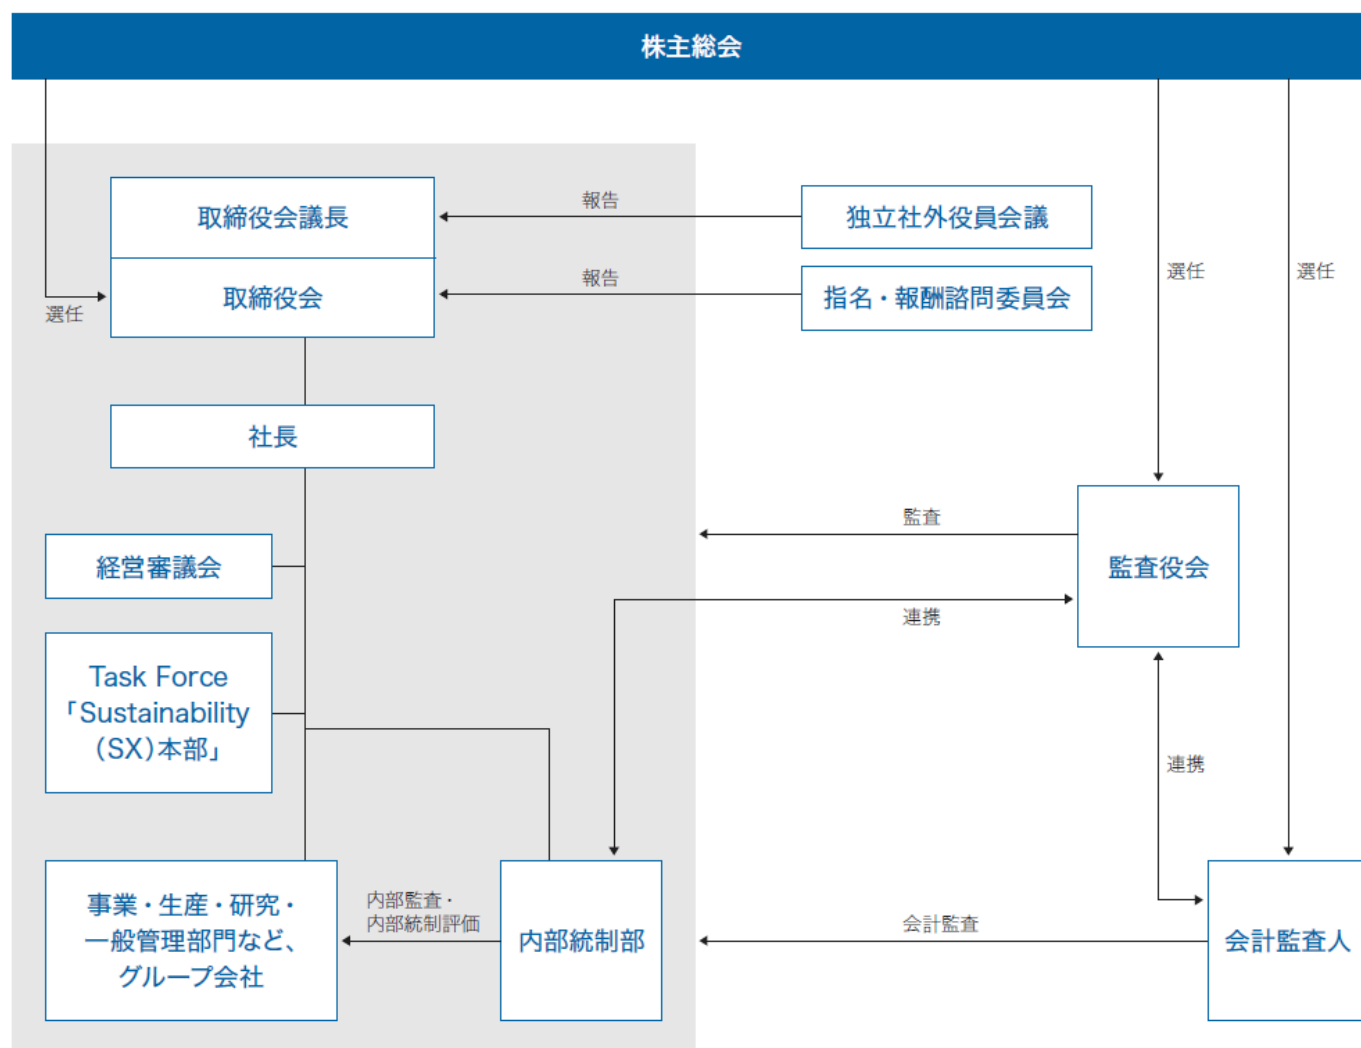 株主総会
取締役会議長
報告
独立社外役員会議
選任
選任
取締役会
報告
指名・報酬諮問委員会
選任
社長
監査
経営審議会
監査役会
連携
Task Force
「Sustainability
(SX)本部」
連携
事業・生産・研究・
一般管理部門など、
グループ会社
内部監査・
内部統制評価
内部統制部
会計監査
会計監査人